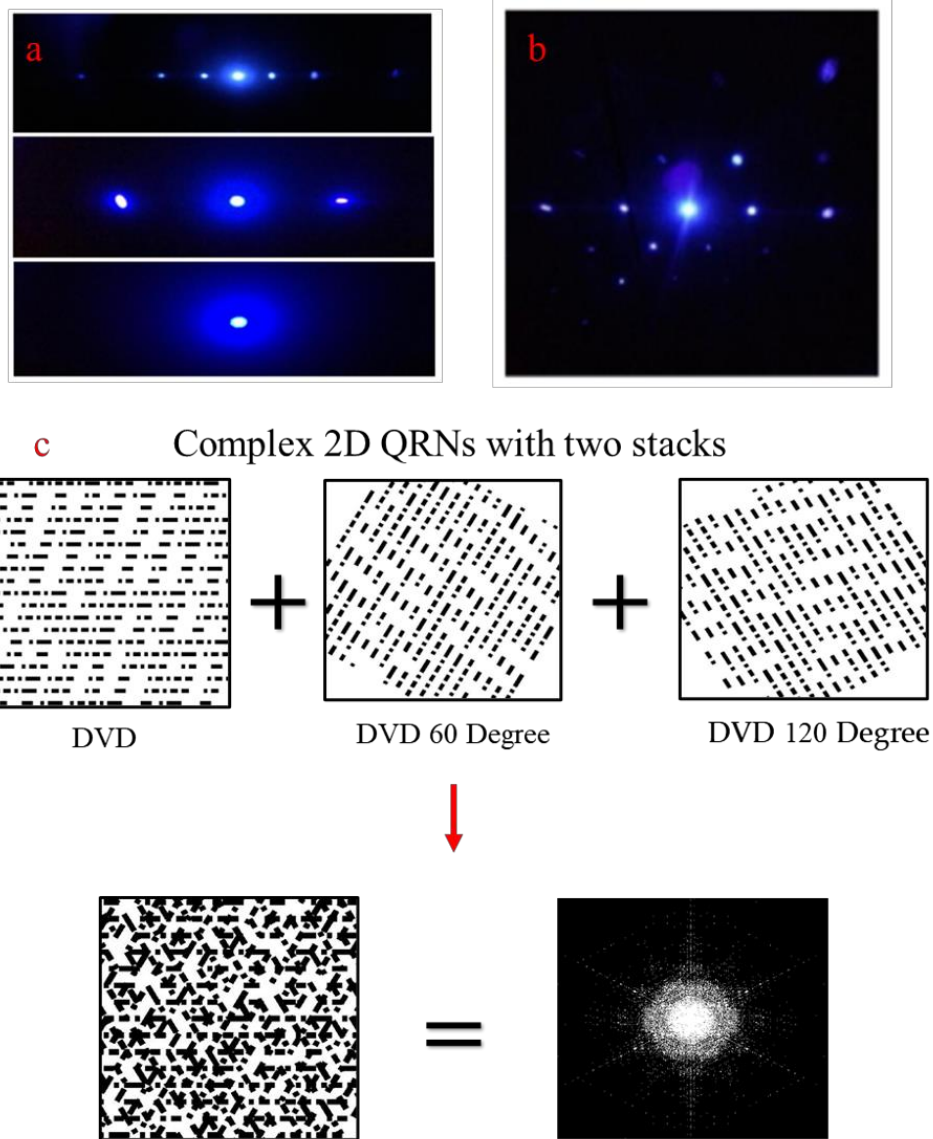 a
b
c
Complex 2D QRNs with two stacks
+
+
DVD
DVD 60 Degree
DVD 120 Degree
=